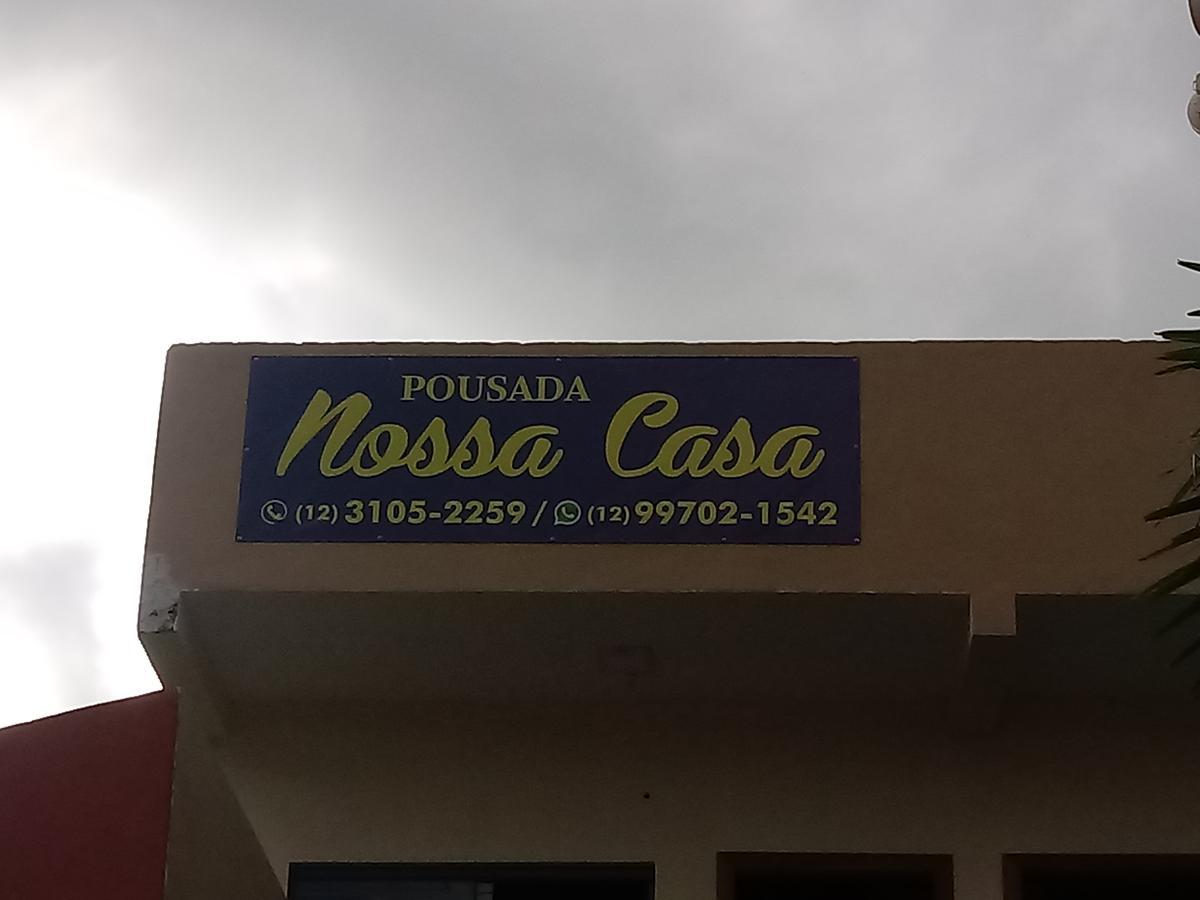 POUSADA
Nossa Casa
(12) 3105-2259 / (12) 99702-1542